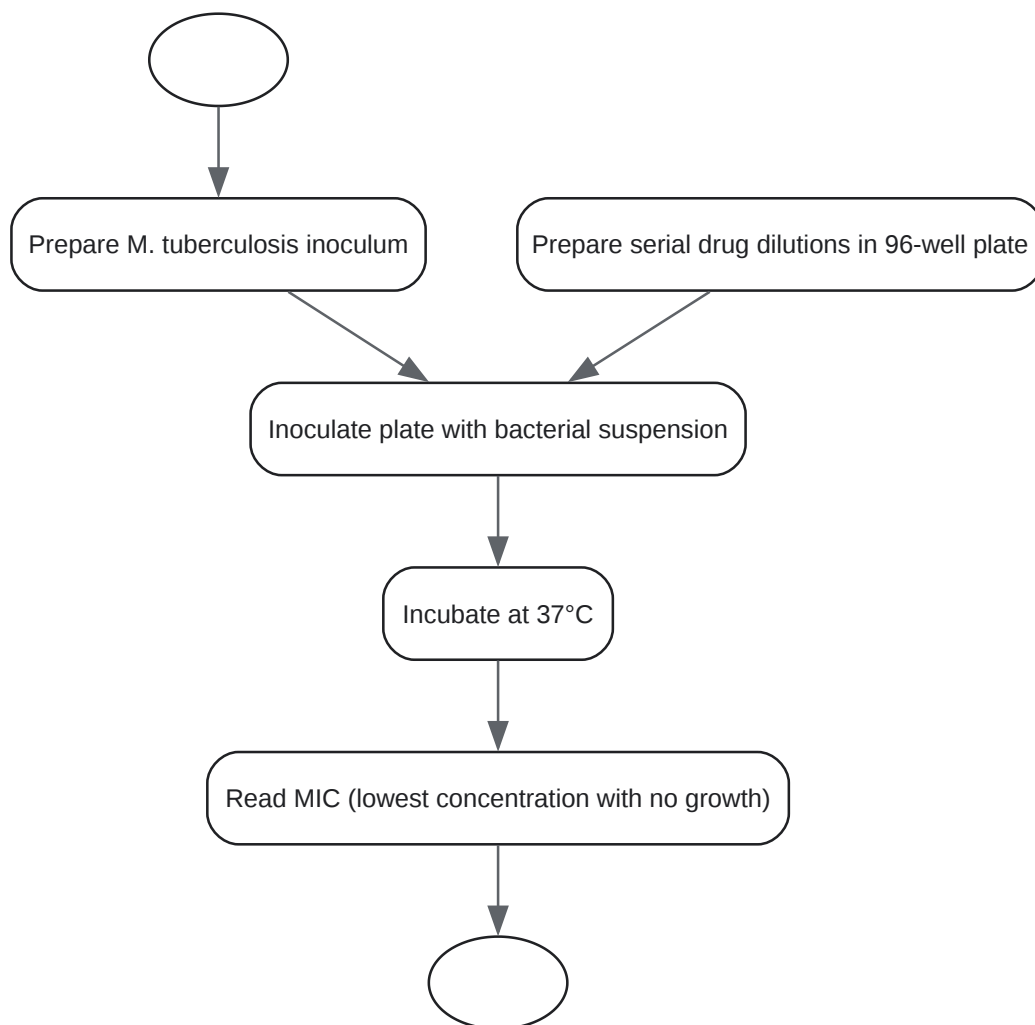 Prepare M. tuberculosis inoculum
Prepare serial drug dilutions in 96-well plate
Inoculate plate with bacterial suspension
Incubate at 37°C
Read MIC (lowest concentration with no growth)